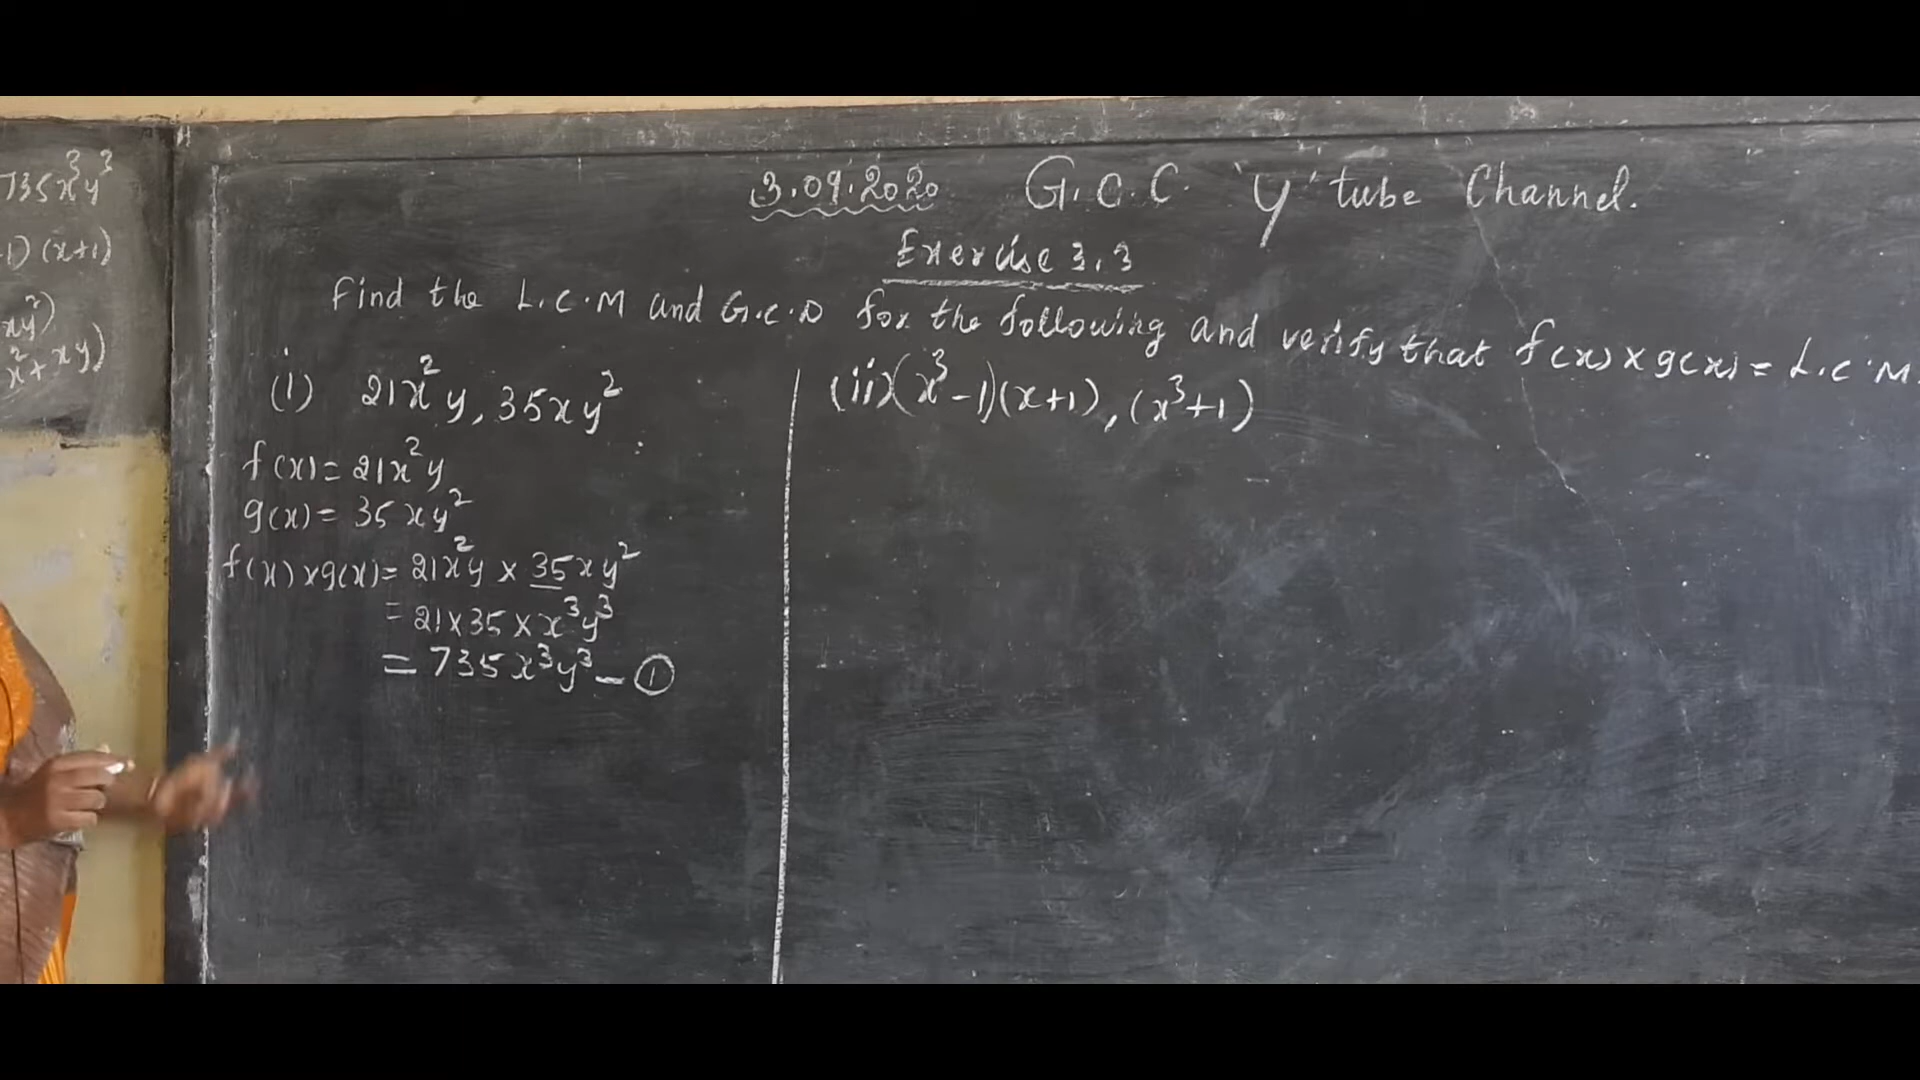 735x³y³
1) (x+1)
xy²)
x²+xy)
3.09.2020 G.C.C. 'Y' tube Channel.
Exercise 3.3
Find the L.C.M and G.C.D for the following and verify that f(x) x g(x) = L.C.M.
(i) 21x²y, 35xy²
f(x) = 21x²y
g(x) = 35xy²
f(x) x g(x) = 21x²y x 35xy²
= 21 x 35 x x³y³
= 735x³y³ - ①
(ii) (x³-1)(x+1), (x³+1)